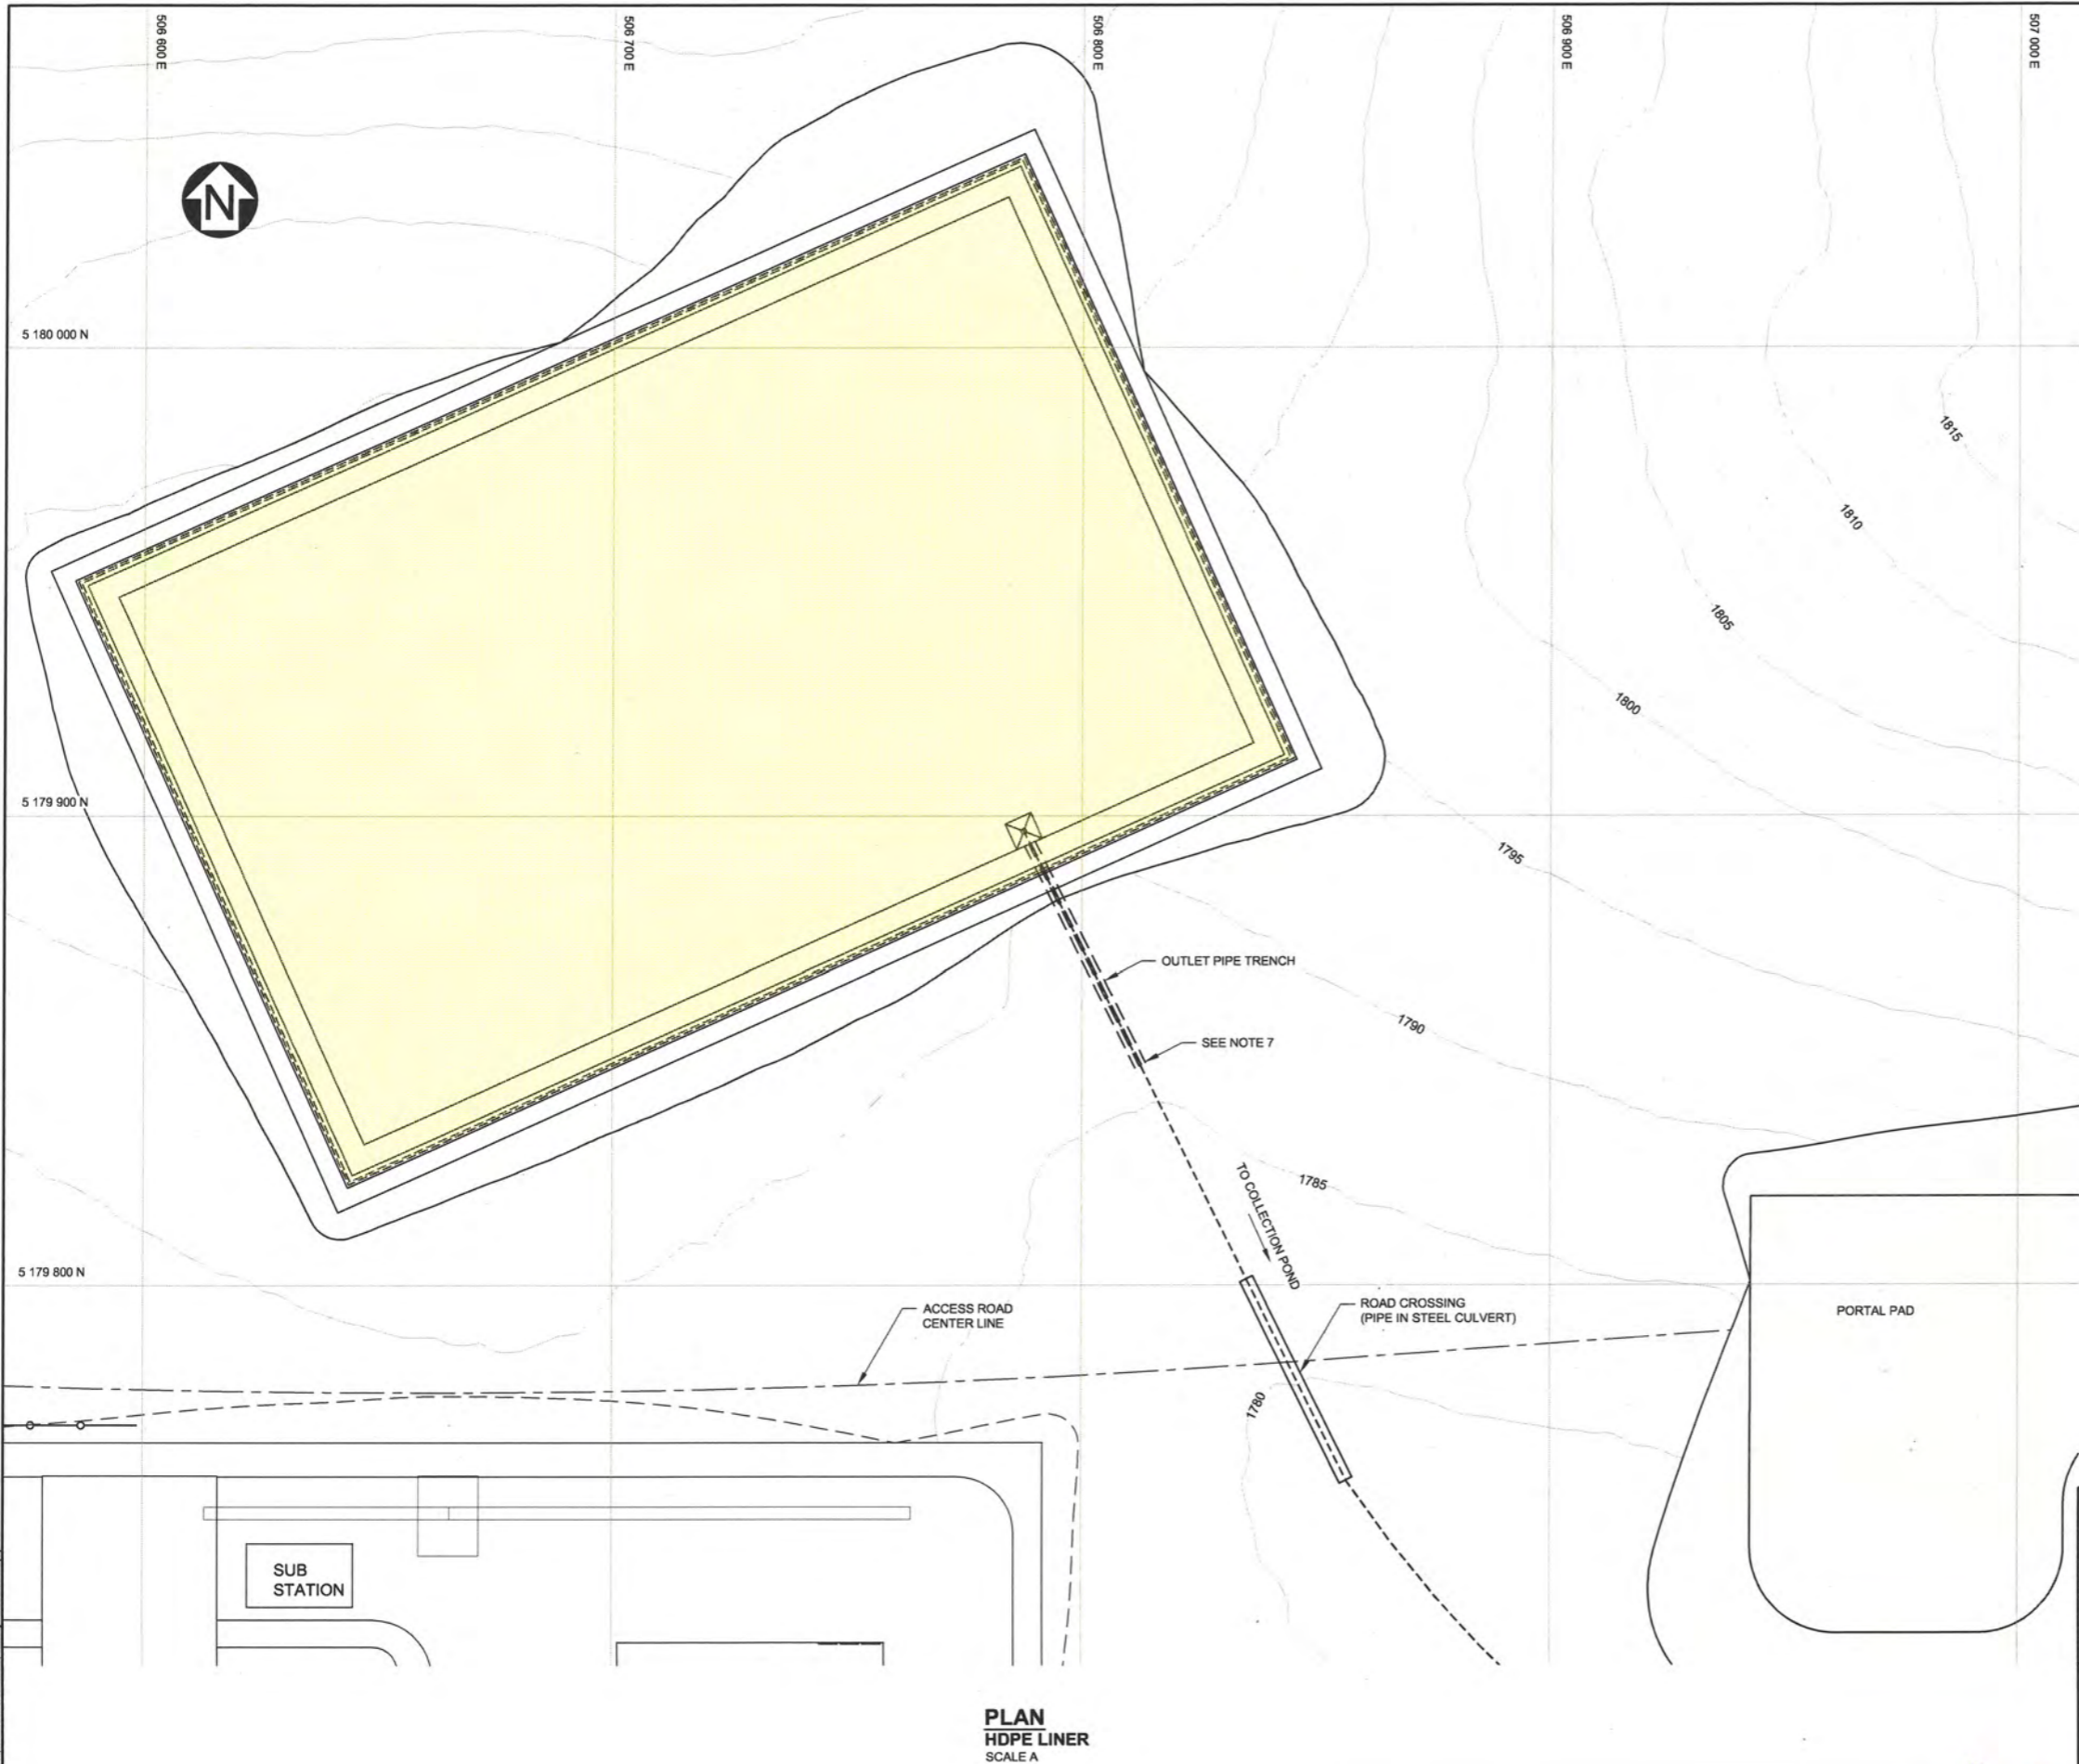 506 600 E
506 700 E
506 800 E
506 900 E
507 000 E
N
5 180 000 N
1815
1810
1805
1800
5 179 900 N
1795
OUTLET PIPE TRENCH
1790
SEE NOTE 7
TO COLLECTION POND
1785
5 179 800 N
ACCESS ROAD
CENTER LINE
ROAD CROSSING
(PIPE IN STEEL CULVERT)
PORTAL PAD
1780
SUB
STATION
PLAN
HDPE LINER
SCALE A